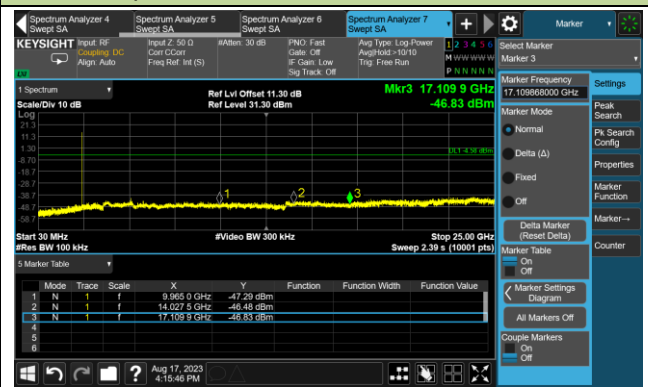 Spectrum Analyzer 4 Spectrum Analyzer 5 Spectrum Analyzer 6 Spectrum Analyzer 7 Marker
Swept SA Swept SA Swept SA Swept SA
KEYSIGHT Input: RF Input Z: 50 Ω #Atten: 30 dB PNO: Fast Avg Type: Log-Power 1 2 3 4 5 6
Coupling: DC Corr CCorr Gate: Off Avg|Hold:>10/10 M W W W W W
Align: Auto Freq Ref: Int (S) IF Gain: Low Trig: Free Run P N N N N N
Sig Track: Off
Select Marker
Marker 3
1 Spectrum
Scale/Div 10 dB
Ref Lvl Offset 11.30 dB
Ref Level 31.30 dBm
Mkr3 17.109 9 GHz
-46.83 dBm
Log
21.3
11.3
1.30
-8.70
-18.7
-28.7
-38.7
-48.7
-58.7
DL1 -4.56 dBm
1
2
3
Start 30 MHz #Video BW 300 kHz Stop 25.00 GHz
#Res BW 100 kHz Sweep 2.39 s (10001 pts)
5 Marker Table
Mode Trace Scale X Y Function Function Width Function Value
1 N 1 f 9.965 0 GHz -47.29 dBm
2 N 1 f 14.027 5 GHz -46.48 dBm
3 N 1 f 17.109 9 GHz -46.83 dBm
4
5
6
Marker Frequency
17.109868000 GHz
Marker Mode
Normal
Delta (Δ)
Fixed
Off
Delta Marker
(Reset Delta)
Marker Table
On
Off
Marker Settings
Diagram
All Markers Off
Couple Markers
On
Off
Settings
Peak
Search
Pk Search
Config
Properties
Marker
Function
Marker→
Counter
Aug 17, 2023
4:15:46 PM